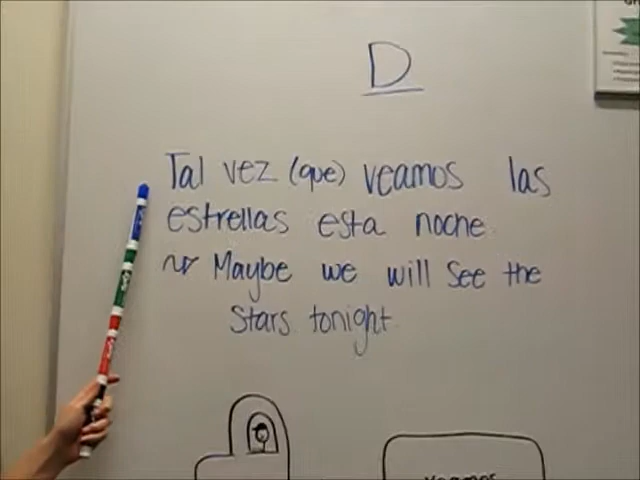 D
Tal vez (que) veamos las
estrellas esta noche
Maybe we will see the
stars tonight